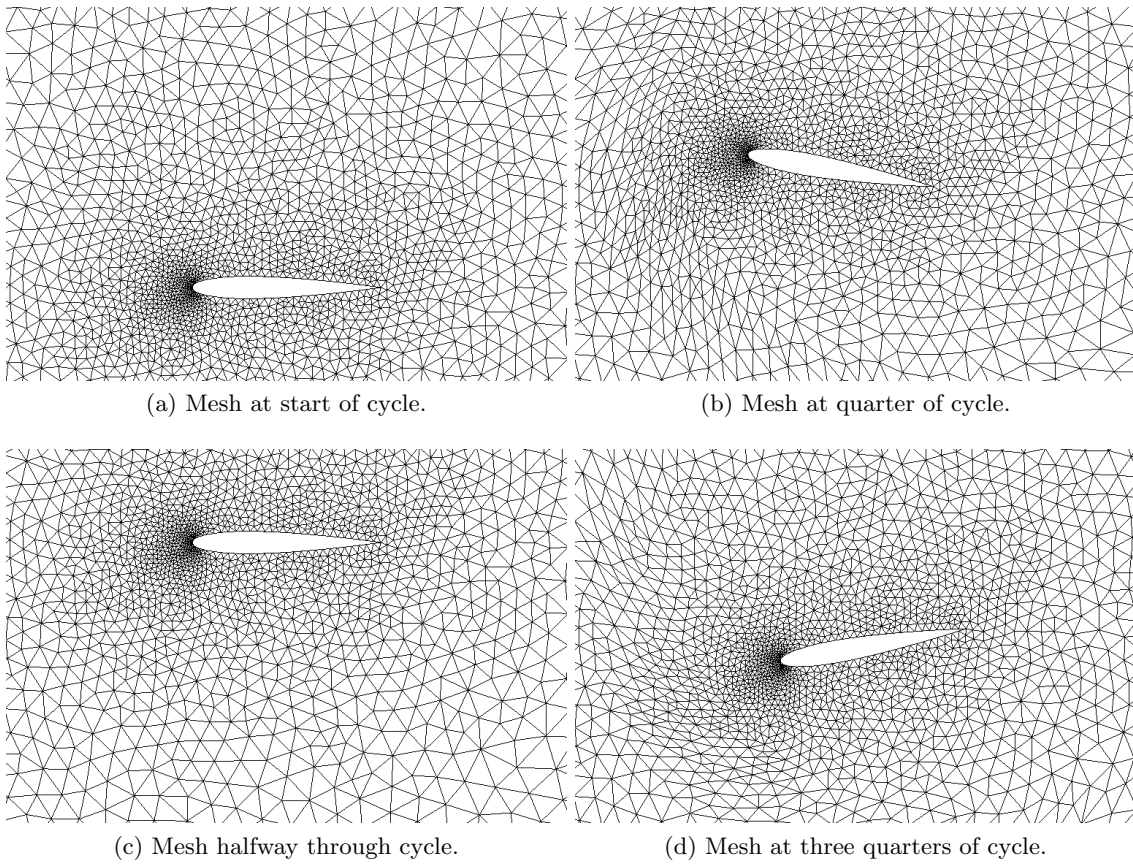 (a) Mesh at start of cycle.
(b) Mesh at quarter of cycle.
(c) Mesh halfway through cycle.
(d) Mesh at three quarters of cycle.